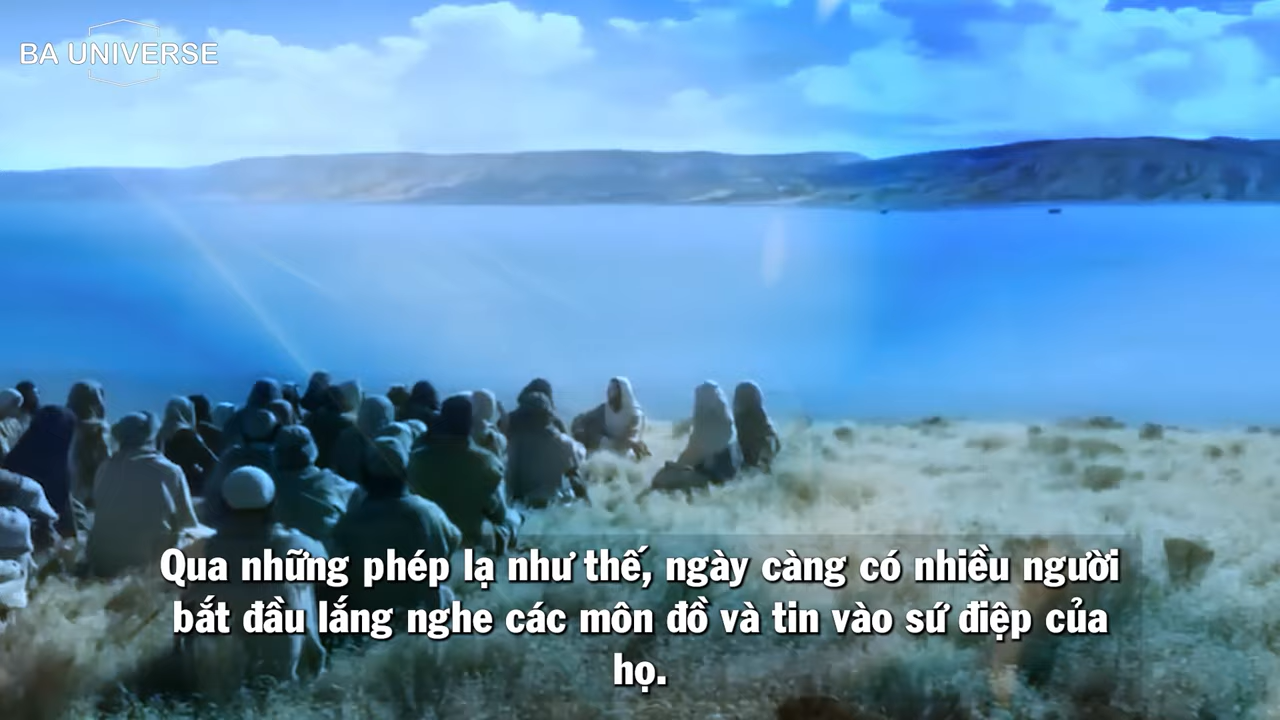 BA UNIVERSE
Qua những phép lạ như thế, ngày càng có nhiều người
bắt đầu lắng nghe các môn đồ và tin vào sứ điệp của
họ.